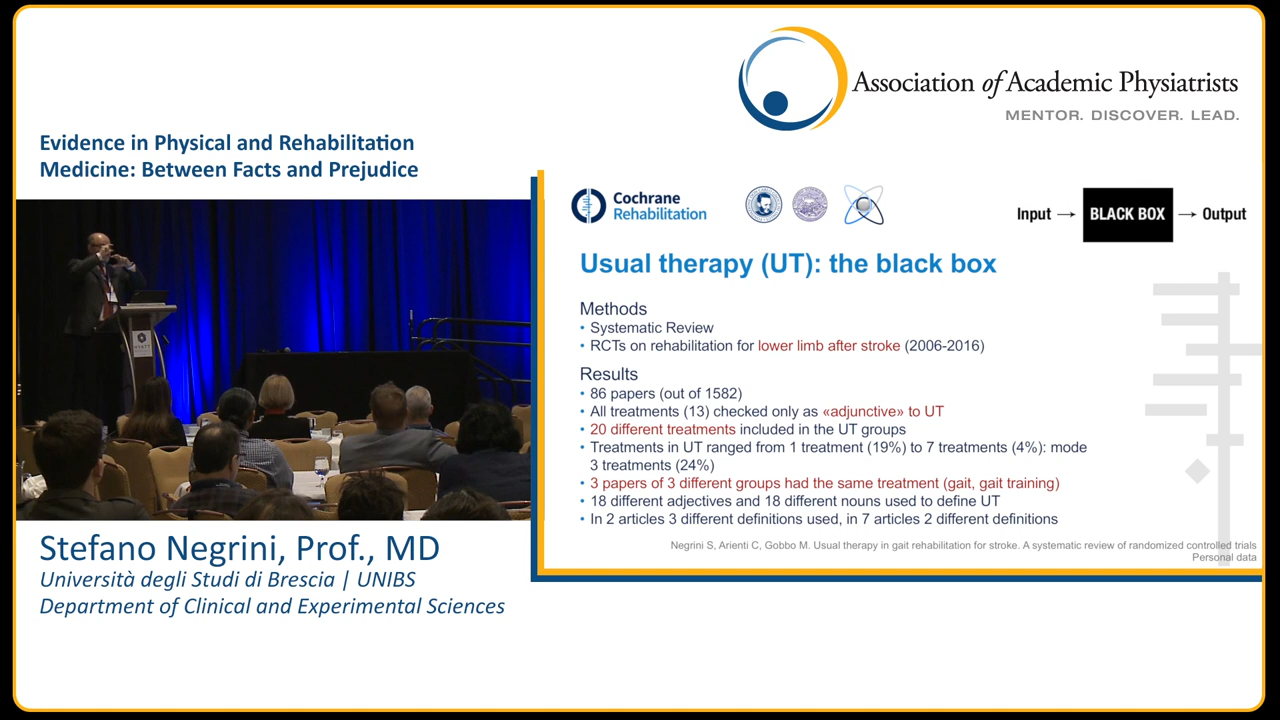 Association of Academic Physiatrists
MENTOR. DISCOVER. LEAD.
Evidence in Physical and Rehabilitation
Medicine: Between Facts and Prejudice
Cochrane
Rehabilitation
Input → BLACK BOX → Output
Usual therapy (UT): the black box
Methods
• Systematic Review
• RCTs on rehabilitation for lower limb after stroke (2006-2016)
Results
• 86 papers (out of 1582)
• All treatments (13) checked only as «adjunctive» to UT
• 20 different treatments included in the UT groups
• Treatments in UT ranged from 1 treatment (19%) to 7 treatments (4%): mode
3 treatments (24%)
• 3 papers of 3 different groups had the same treatment (gait, gait training)
• 18 different adjectives and 18 different nouns used to define UT
• In 2 articles 3 different definitions used, in 7 articles 2 different definitions
Negrini S, Arienti C, Gobbo M. Usual therapy in gait rehabilitation for stroke. A systematic review of randomized controlled trials
Personal data
Stefano Negrini, Prof., MD
Università degli Studi di Brescia | UNIBS
Department of Clinical and Experimental Sciences